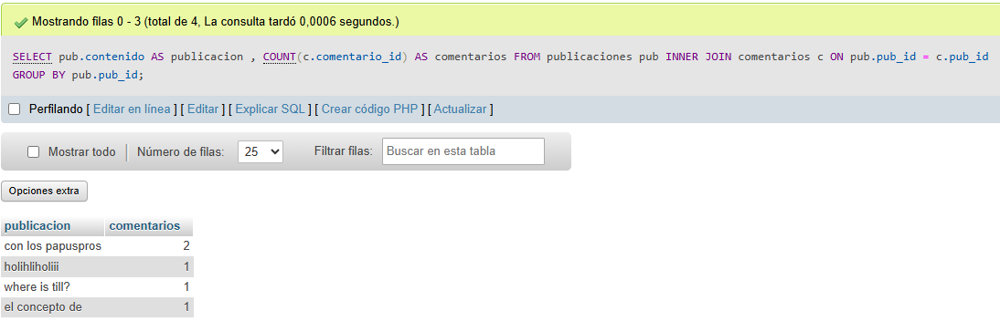 Mostrando filas 0 - 3 (total de 4, La consulta tardó 0,0006 segundos.)
SELECT pub.contenido AS publicacion , COUNT(c.comentario_id) AS comentarios FROM publicaciones pub INNER JOIN comentarios c ON pub.pub_id = c.pub_id
GROUP BY pub.pub_id;
Perfilando [ Editar en línea ] [ Editar ] [ Explicar SQL ] [ Crear código PHP ] [ Actualizar ]
Mostrar todo Número de filas: 25 Filtrar filas: Buscar en esta tabla
Opciones extra
publicacion comentarios
con los papuspros 2
holihliholiii 1
where is till? 1
el concepto de 1